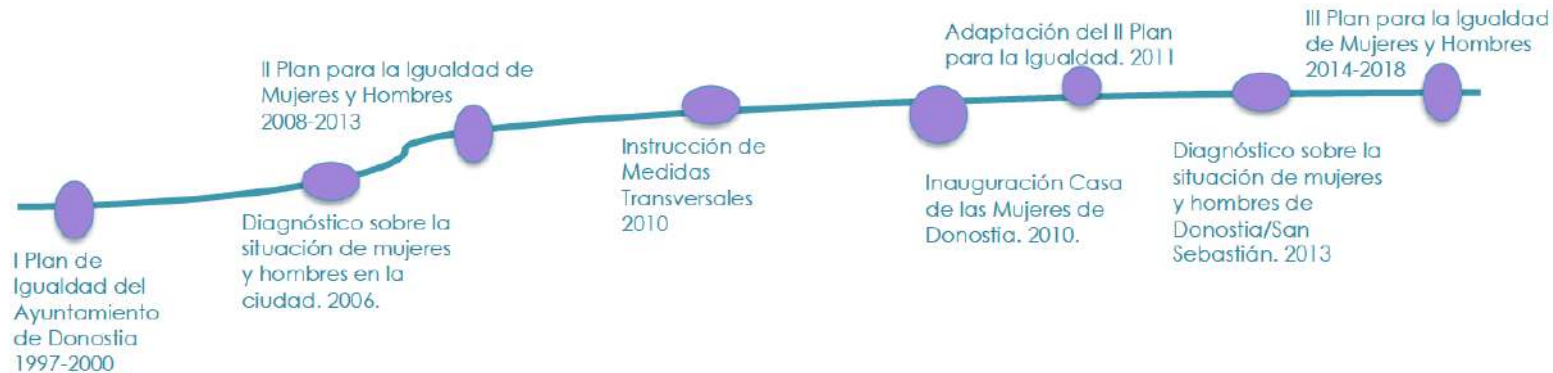 I Plan de
Igualdad del
Ayuntamiento
de Donostia
1997-2000
Diagnóstico sobre la
situación de mujeres
y hombres en la
ciudad. 2006.
II Plan para la Igualdad de
Mujeres y Hombres
2008-2013
Instrucción de
Medidas
Transversales
2010
Inauguración Casa
de las Mujeres de
Donostia. 2010.
Adaptación del II Plan
para la Igualdad. 2011
Diagnóstico sobre la
situación de mujeres
y hombres de
Donostia/San
Sebastián. 2013
III Plan para la Igualdad
de Mujeres y Hombres
2014-2018